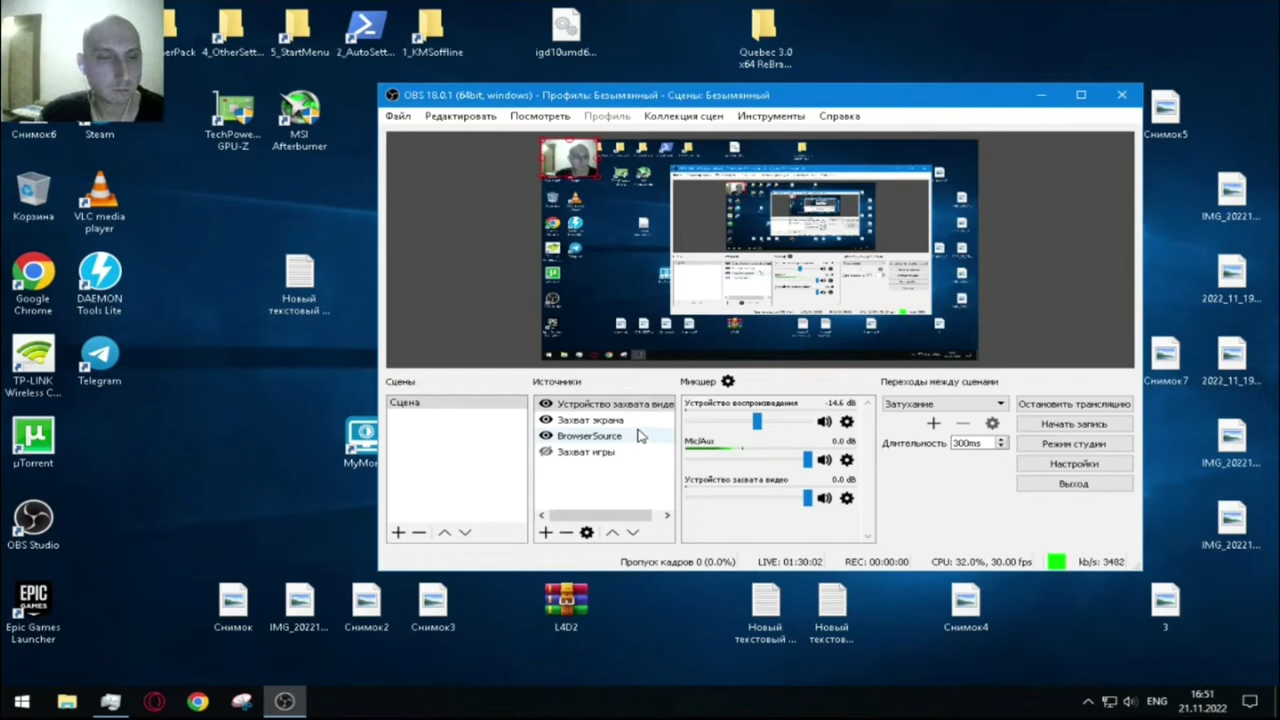 erPack
4_OtherSett...
5_StartMenu
2_AutoSett...
1_KMSoffline
igd10umd6...
Quebec 3.0
x64 ReBra...
Снимок6
Steam
TechPowe...
GPU-Z
MSI
Afterburner
Снимок5
OBS 18.0.1 (64bit, windows) - Профиль: Безымянный - Сцены: Безымянный
Файл
Редактировать
Посмотреть
Профиль
Коллекция сцен
Инструменты
Справка
Корзина
VLC media
player
IMG_20221...
Google
Chrome
DAEMON
Tools Lite
Новый
текстовый ...
2022_11_19...
TP-LINK
Wireless C...
Telegram
Снимок7
2022_11_19...
Сцены
Источники
Микшер
Переходы между сценами
Сцена
Устройство захвата виде
Захват экрана
BrowserSource
Захват игры
Устройство воспроизведения
-14.6 dB
Mic/Aux
0.0 dB
Устройство захвата видео
0.0 dB
Затухание
Длительность
300ms
Остановить трансляцию
Начать запись
Режим студии
Настройки
Выход
µTorrent
MyMor
IMG_20221...
OBS Studio
IMG_20221...
Пропуск кадров 0 (0.0%)
LIVE: 01:30:02
REC: 00:00:00
CPU: 32.0%, 30.00 fps
kb/s: 3482
EPIC
GAMES
Epic Games
Launcher
Снимок
IMG_20221...
Снимок2
Снимок3
L4D2
Новый
текстовый ...
Новый
текстов...
Снимок4
3
ENG
16:51
21.11.2022